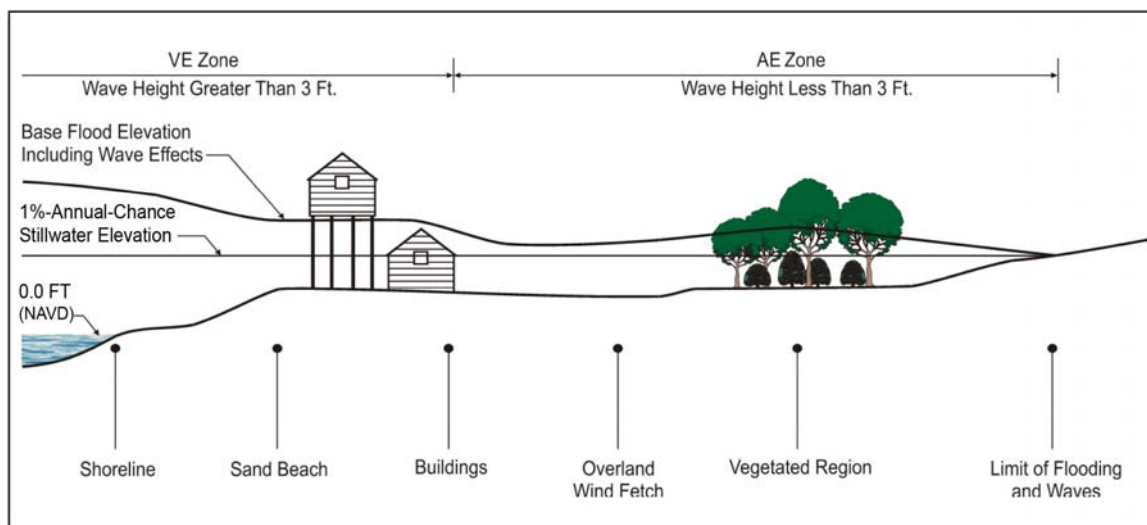 VE Zone
Wave Height Greater Than 3 Ft.
AE Zone
Wave Height Less Than 3 Ft.
Base Flood Elevation
Including Wave Effects
1%-Annual-Chance
Stillwater Elevation
0.0 FT
(NAVD)
Shoreline
Sand Beach
Buildings
Overland
Wind Fetch
Vegetated Region
Limit of Flooding
and Waves